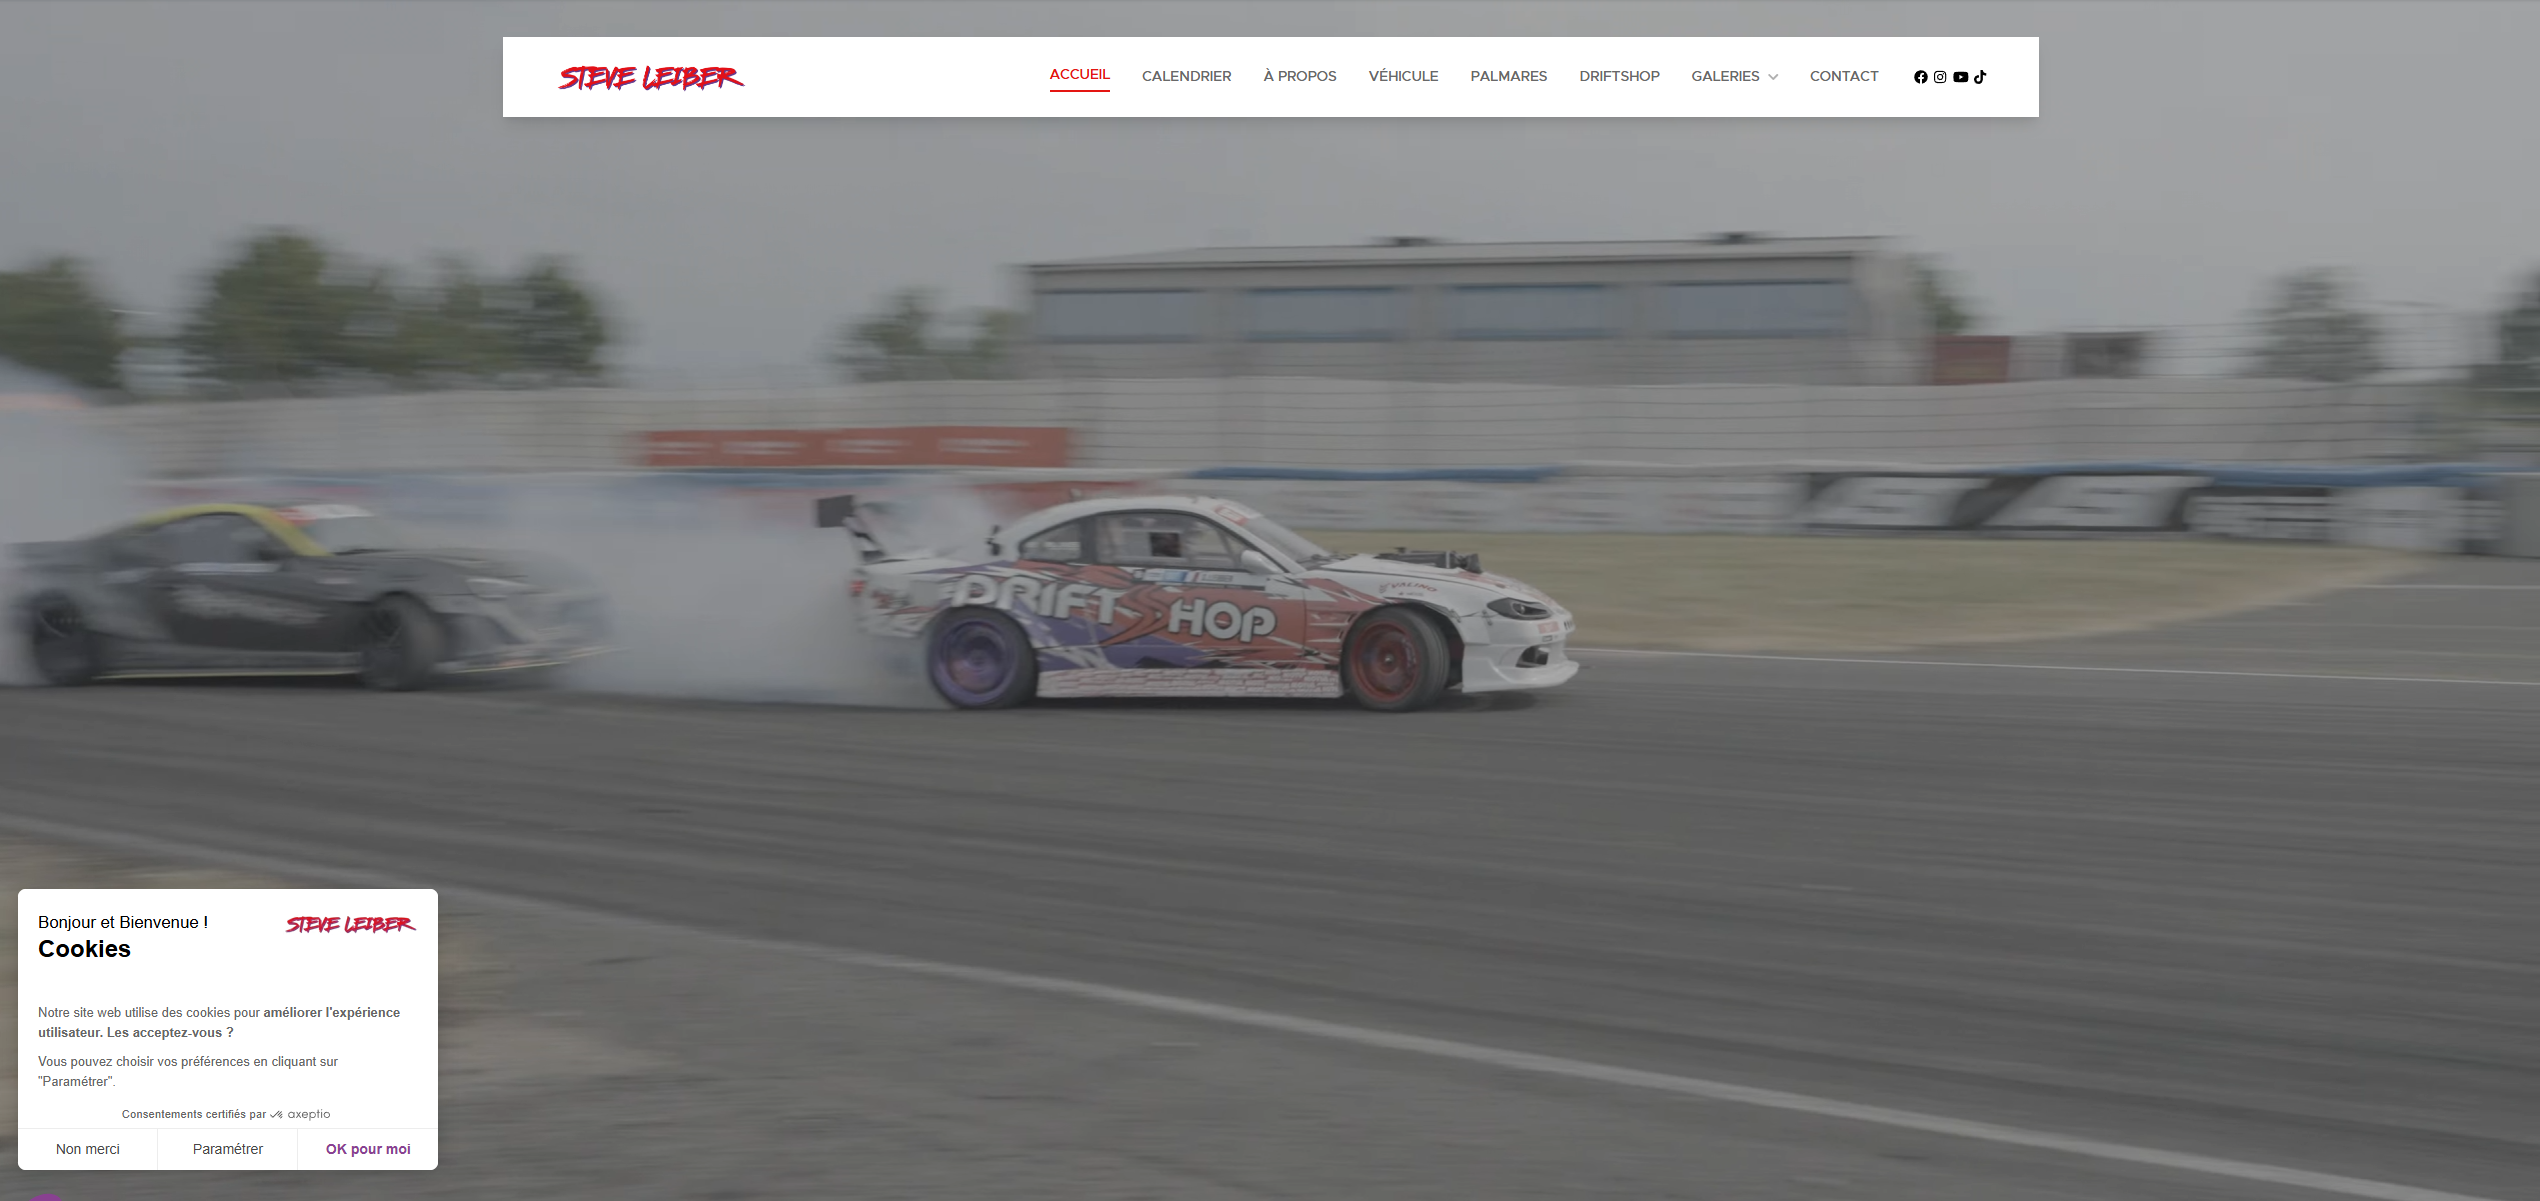 STEVE LEIBER
ACCUEIL CALENDRIER À PROPOS VÉHICULE PALMARES DRIFTSHOP GALERIES CONTACT
DRIFTSHOP
VALINO
Bonjour et Bienvenue !
STEVE LEIBER
Cookies
Notre site web utilise des cookies pour améliorer l'expérience
utilisateur. Les acceptez-vous ?
Vous pouvez choisir vos préférences en cliquant sur
"Paramétrer".
Consentements certifiés par axeptio
Non merci Paramétrer OK pour moi